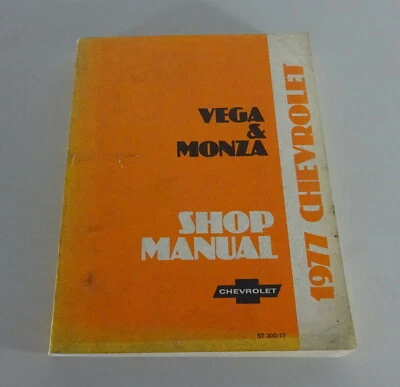 VEGA
&
MONZA
SHOP
MANUAL
CHEVROLET
ST 300-77
1977 CHEVROLET